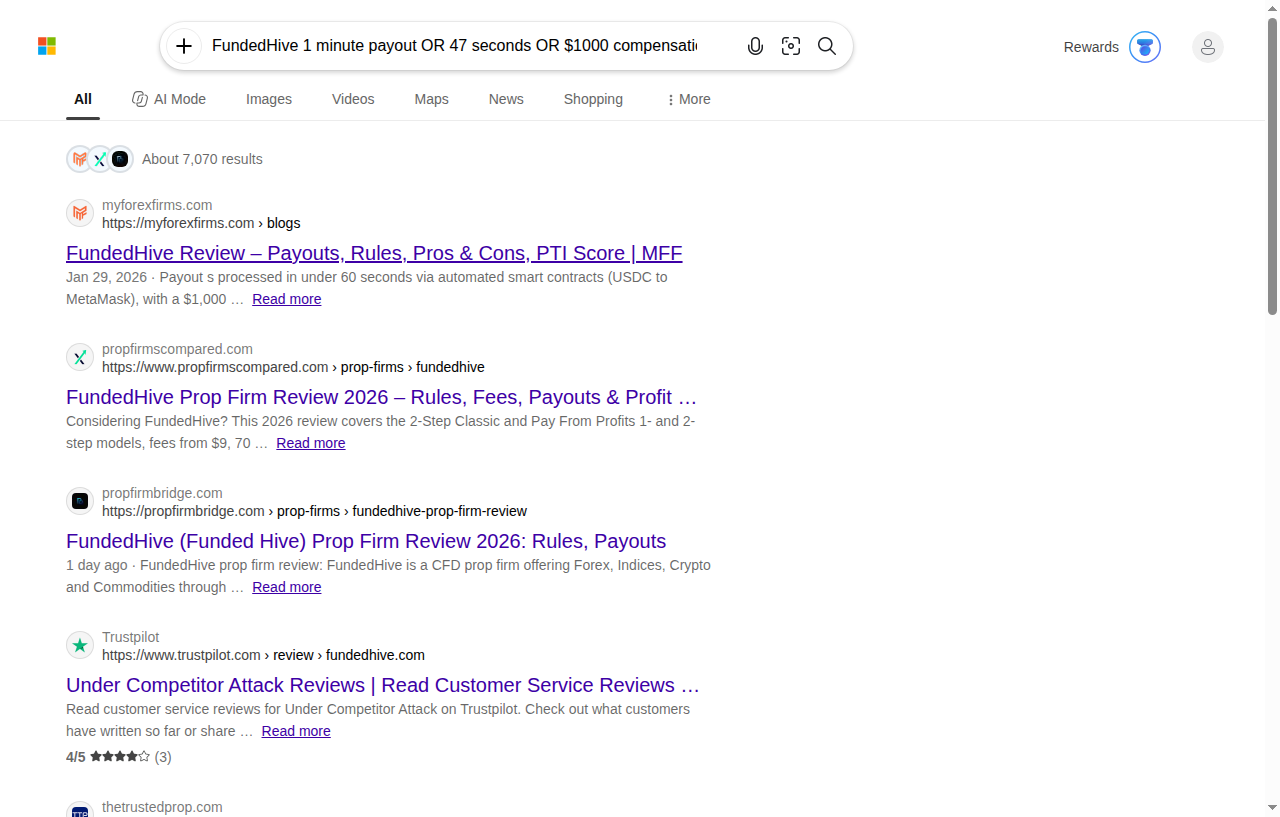 FundedHive 1 minute payout OR 47 seconds OR $1000 compensati
Rewards
All
AI Mode
Images
Videos
Maps
News
Shopping
More
About 7,070 results
myforexfirms.com
https://myforexfirms.com › blogs
FundedHive Review – Payouts, Rules, Pros & Cons, PTI Score | MFF
Jan 29, 2026 · Payout s processed in under 60 seconds via automated smart contracts (USDC to
MetaMask), with a $1,000 … Read more
propfirmscompared.com
https://www.propfirmscompared.com › prop-firms › fundedhive
FundedHive Prop Firm Review 2026 – Rules, Fees, Payouts & Profit …
Considering FundedHive? This 2026 review covers the 2-Step Classic and Pay From Profits 1- and 2-
step models, fees from $9, 70 … Read more
propfirmbridge.com
https://propfirmbridge.com › prop-firms › fundedhive-prop-firm-review
FundedHive (Funded Hive) Prop Firm Review 2026: Rules, Payouts
1 day ago · FundedHive prop firm review: FundedHive is a CFD prop firm offering Forex, Indices, Crypto
and Commodities through … Read more
Trustpilot
https://www.trustpilot.com › review › fundedhive.com
Under Competitor Attack Reviews | Read Customer Service Reviews …
Read customer service reviews for Under Competitor Attack on Trustpilot. Check out what customers
have written so far or share … Read more
4/5 (3)
thetrustedprop.com